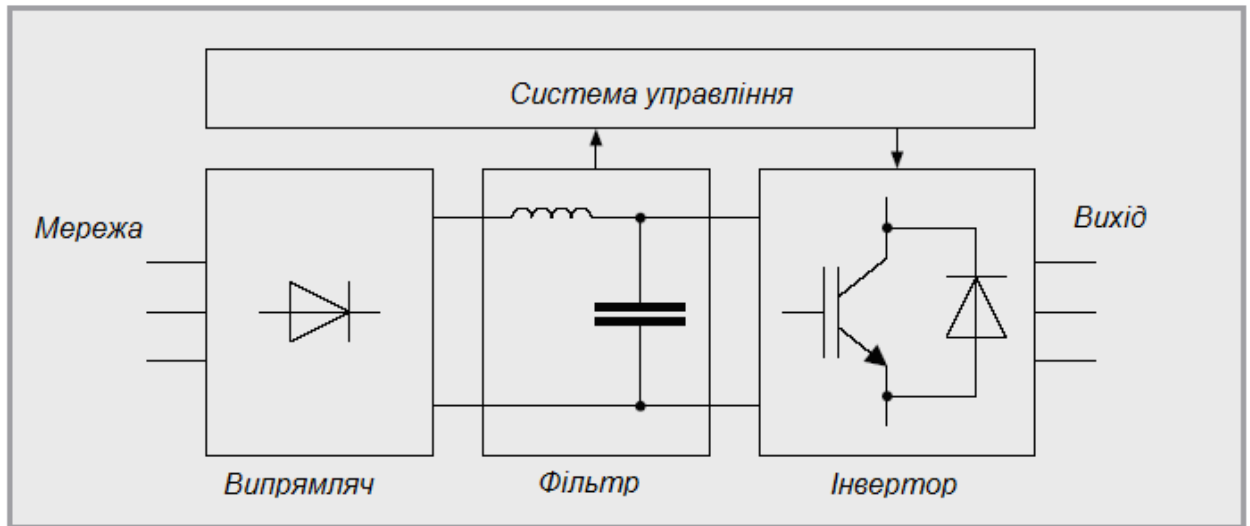 Система управління
Мережа
Вихід
Випрямляч
Фільтр
Інвертор